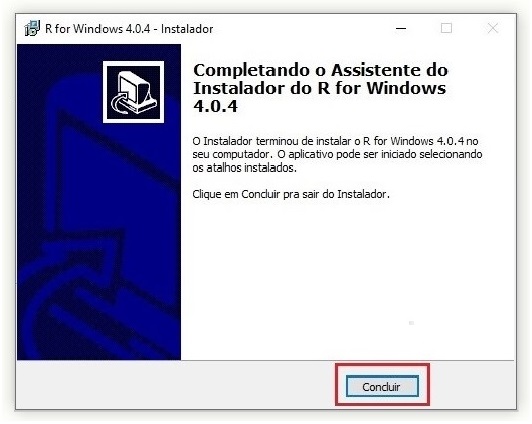 R for Windows 4.0.4 - Instalador
Completando o Assistente do
Instalador do R for Windows
4.0.4
O Instalador terminou de instalar o R for Windows 4.0.4 no
seu computador. O aplicativo pode ser iniciado selecionando
os atalhos instalados.
Clique em Concluir pra sair do Instalador.
Concluir